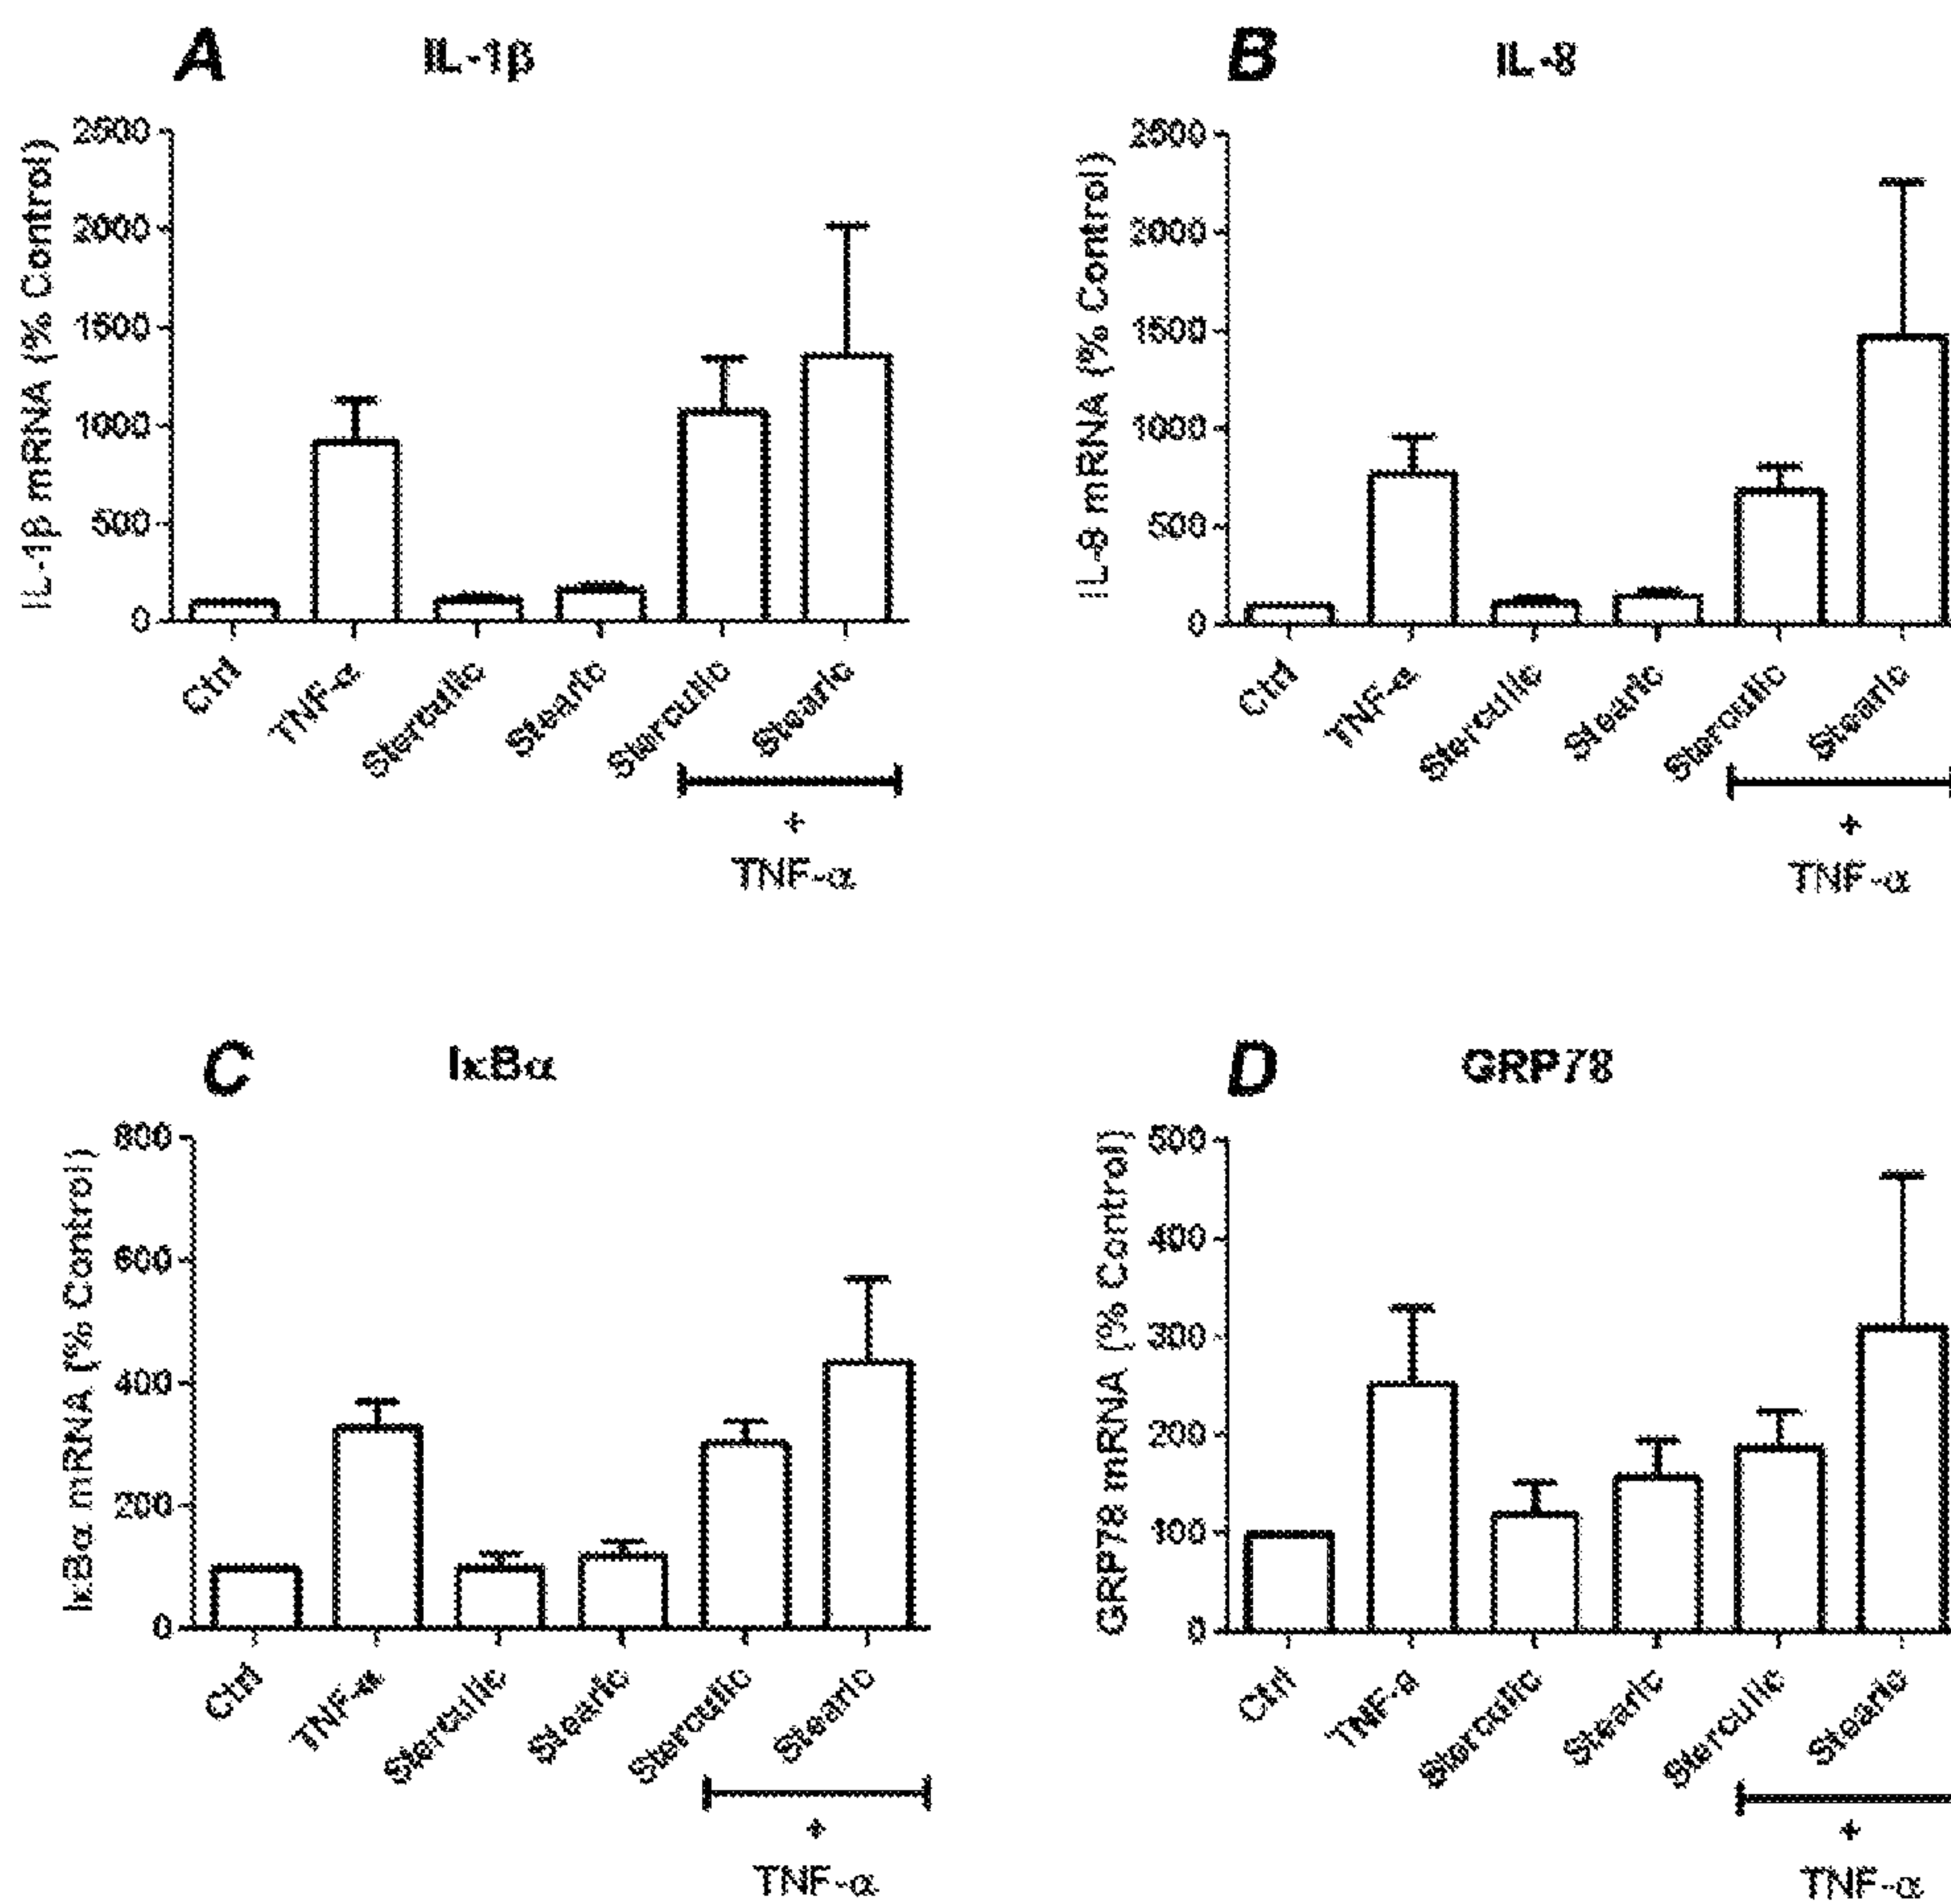 A IL-1β
IL-1β mRNA (% Control)
2500
2000
1500
1000
500
0
Ctrl
TNF-α
Sterculic
Stearic
Sterculic
Stearic
+
TNF-α
B IL-8
IL-8 mRNA (% Control)
2500
2000
1500
1000
500
0
Ctrl
TNF-α
Sterculic
Stearic
Sterculic
Stearic
+
TNF-α
C IκBα
IκBα mRNA (% Control)
800
600
400
200
0
Ctrl
TNF-α
Sterculic
Stearic
Sterculic
Stearic
+
TNF-α
D GRP78
GRP78 mRNA (% Control)
500
400
300
200
100
0
Ctrl
TNF-α
Sterculic
Stearic
Sterculic
Stearic
+
TNF-α